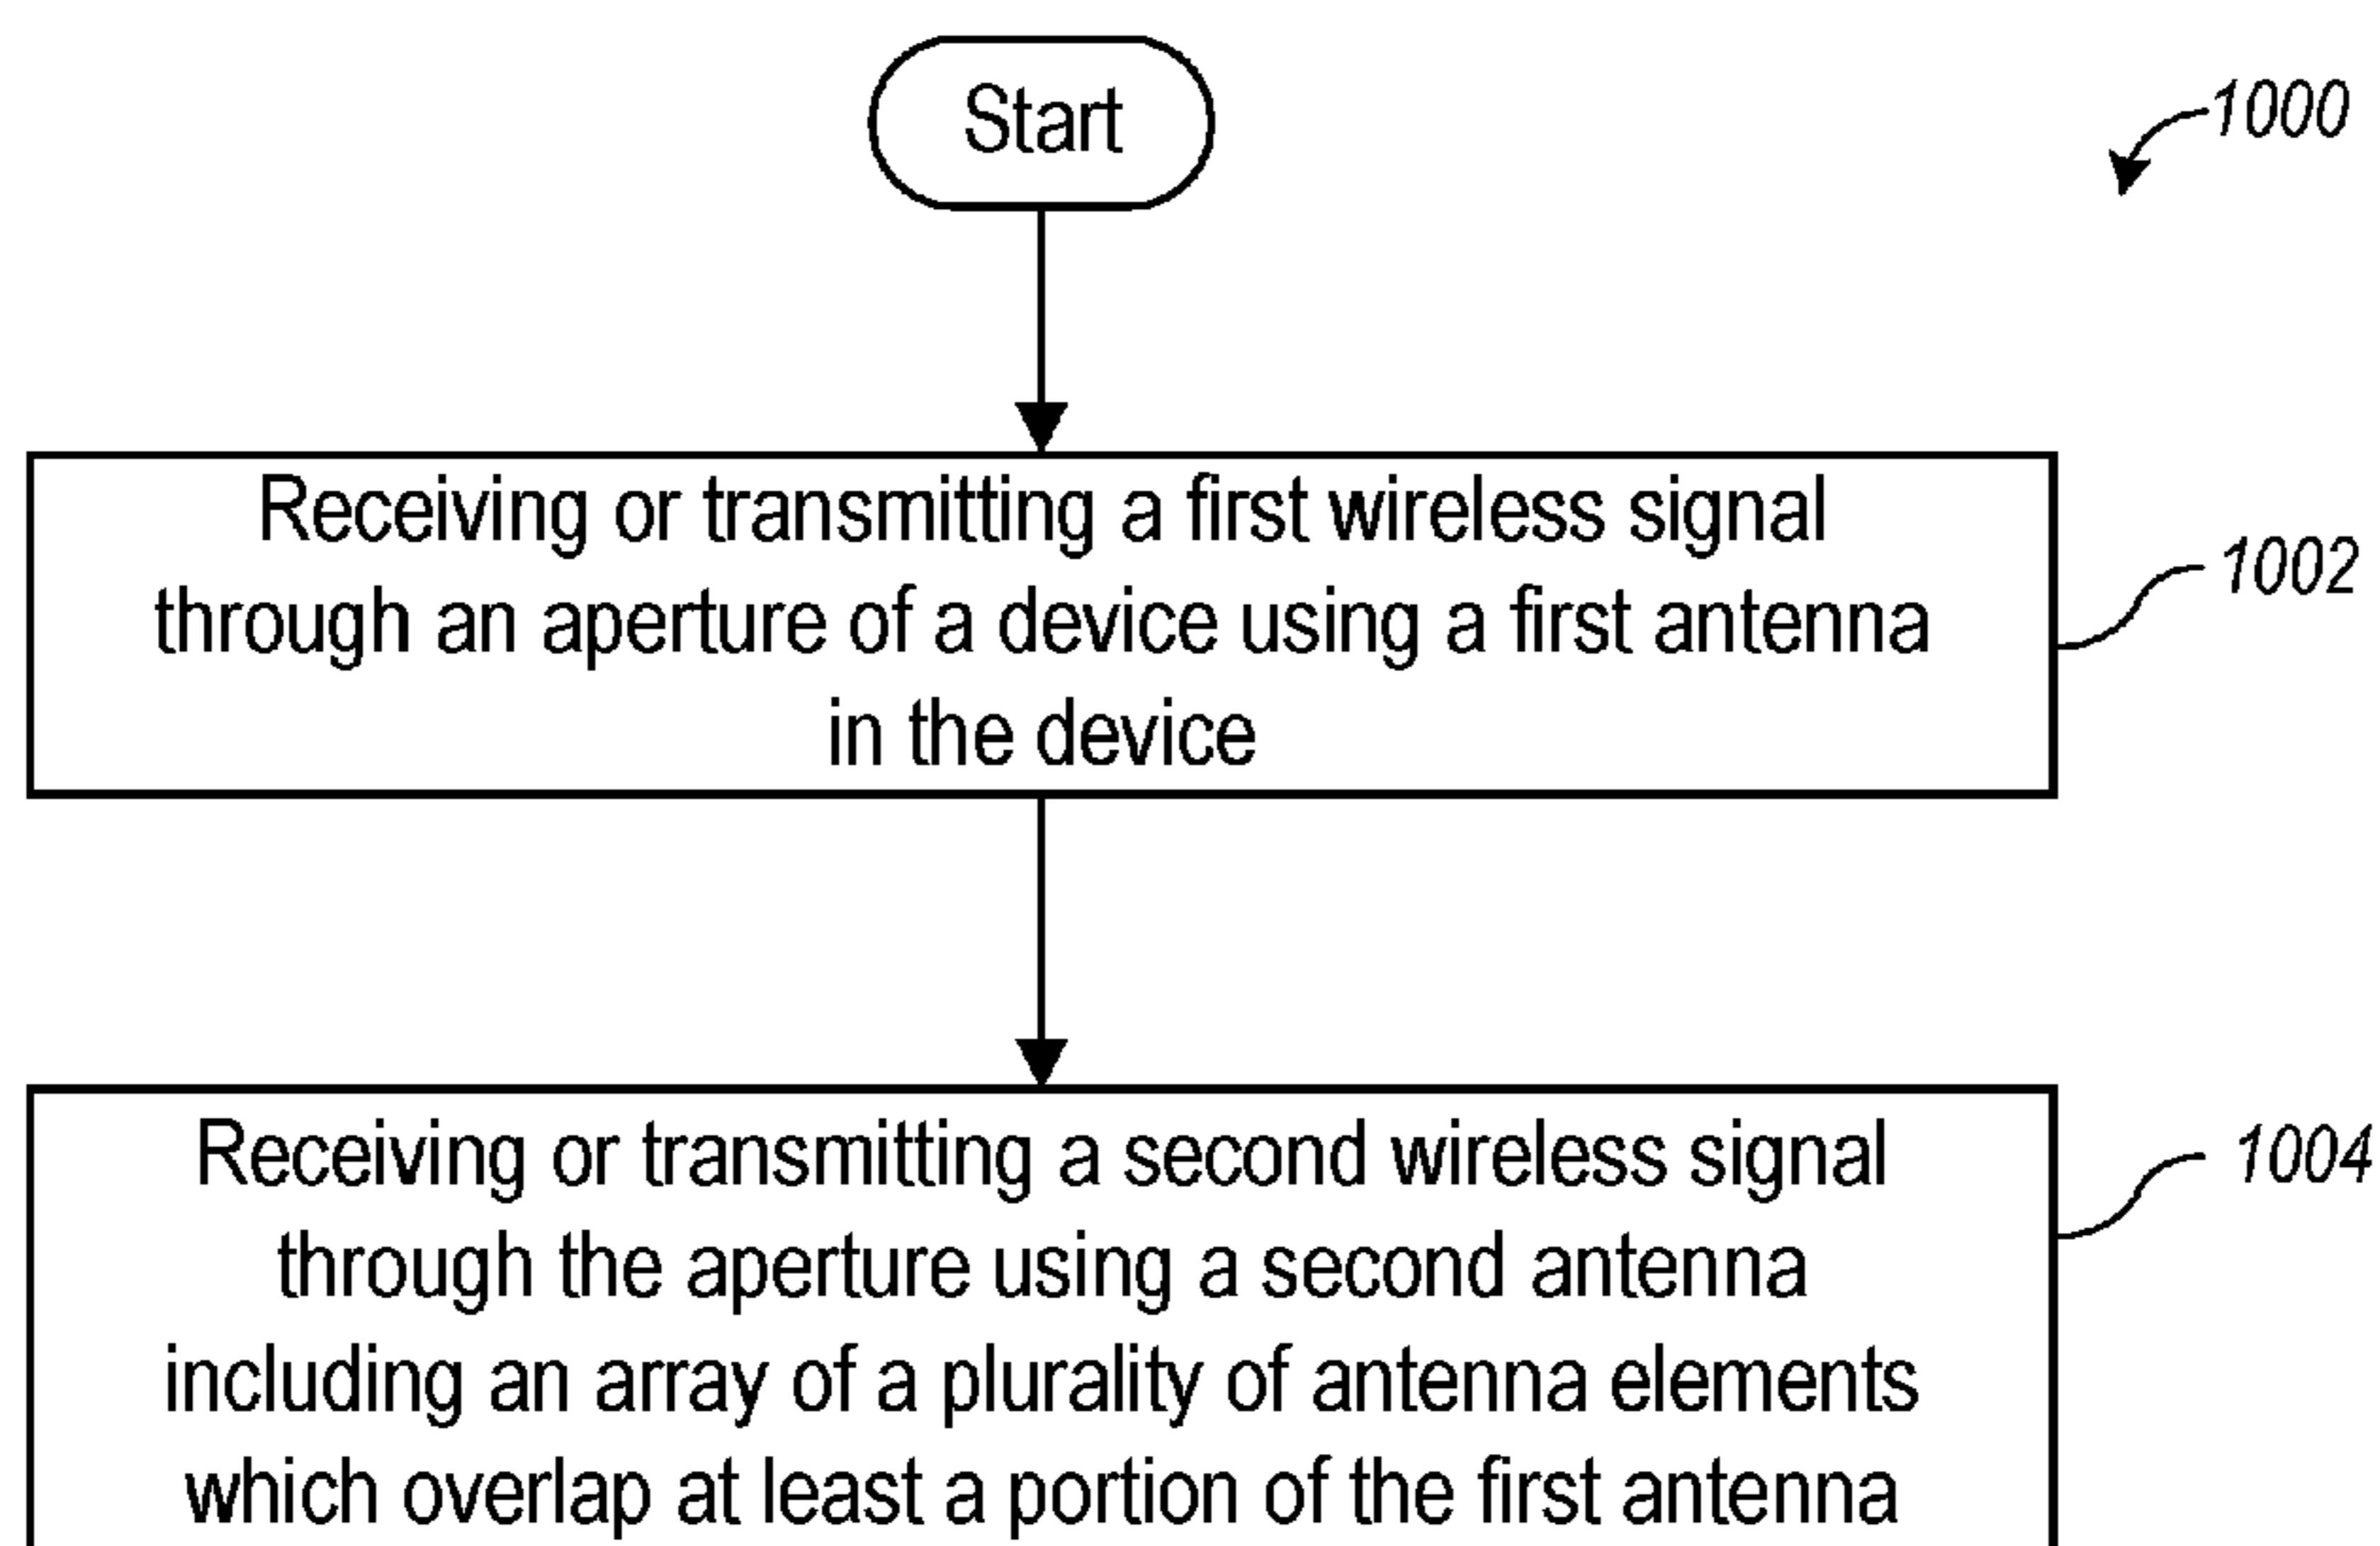 Start
1000
Receiving or transmitting a first wireless signal
through an aperture of a device using a first antenna
in the device
1002
Receiving or transmitting a second wireless signal
through the aperture using a second antenna
including an array of a plurality of antenna elements
which overlap at least a portion of the first antenna
1004